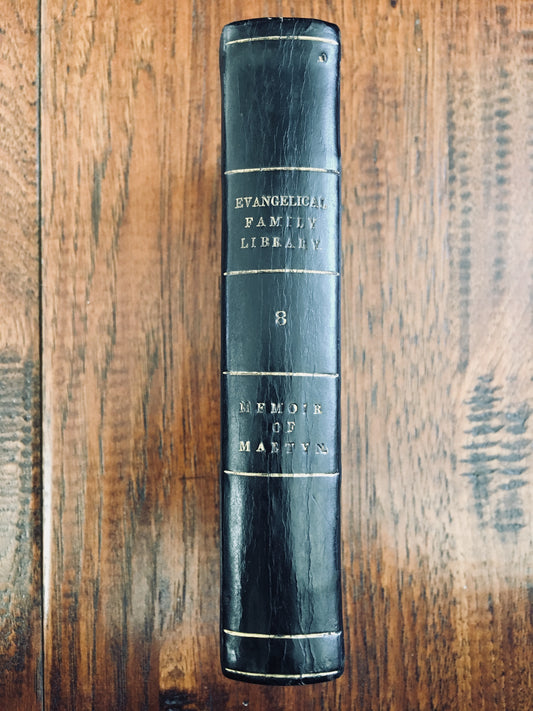 EVANGELICAL
FAMILY
LIBRARY
8
MEMOIR
OF
MARTYN.